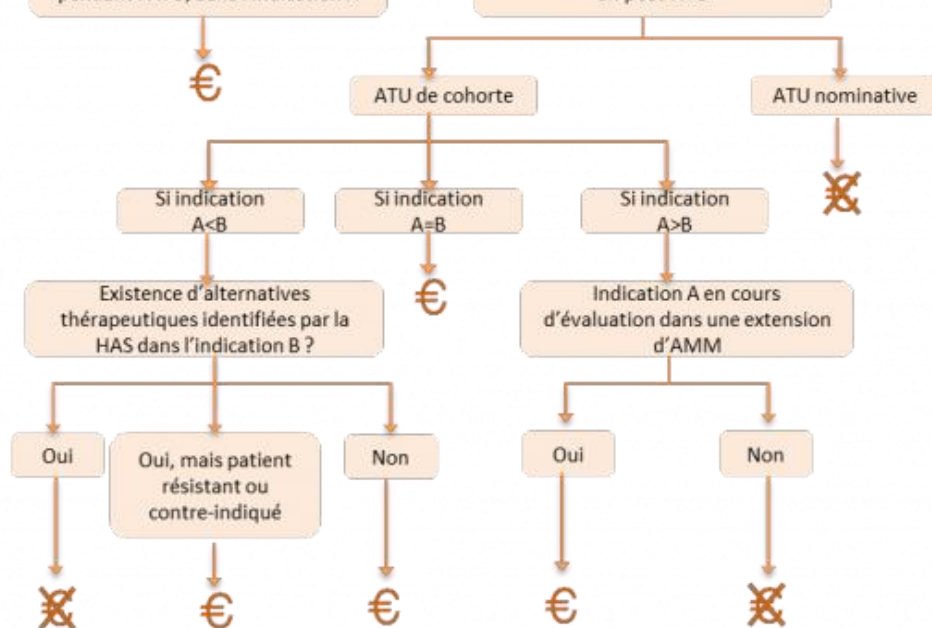 €
ATU de cohorte
ATU nominative
€
Si indication
A<B
Si indication
A=B
Si indication
A>B
€
Existence d'alternatives
thérapeutiques identifiées par la
HAS dans l'indication B ?
Indication A en cours
d'évaluation dans une extension
d'AMM
Oui
Oui, mais patient
résistant ou
contre-indiqué
Non
Oui
Non
€
€
€
€
€